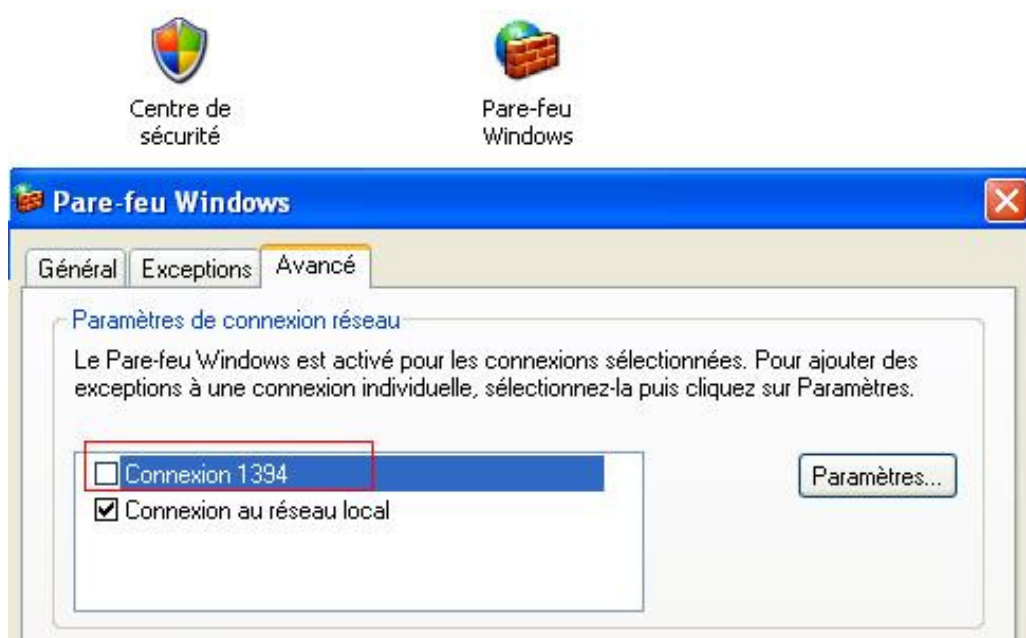 Centre de
sécurité
Pare-feu
Windows
Pare-feu Windows
Général Exceptions Avancé
Paramètres de connexion réseau
Le Pare-feu Windows est activé pour les connexions sélectionnées. Pour ajouter des
exceptions à une connexion individuelle, sélectionnez-la puis cliquez sur Paramètres.
Connexion 1394
Paramètres...
Connexion au réseau local